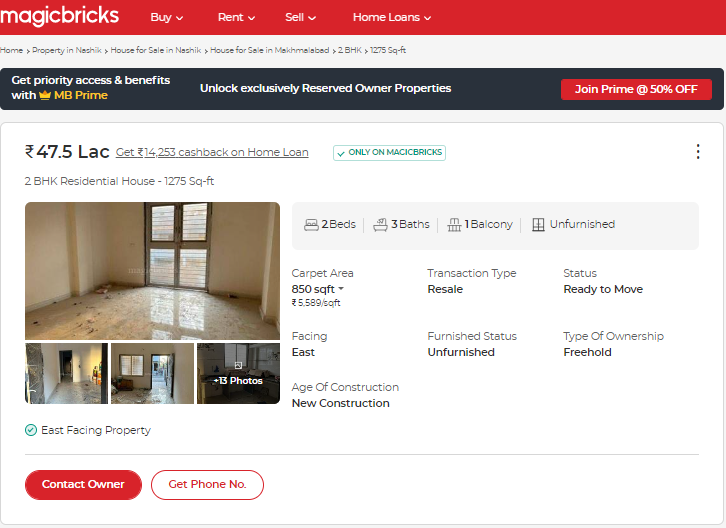 magicbricks
Buy
Rent
Sell
Home Loans
Home > Property in Nashik > House for Sale in Nashik > House for Sale in Makhmalabad > 2 BHK > 1275 Sq-ft
Get priority access & benefits
with MB Prime
Unlock exclusively Reserved Owner Properties
Join Prime @ 50% OFF
₹47.5 Lac
Get ₹14,253 cashback on Home Loan
ONLY ON MAGICBRICKS
2 BHK Residential House - 1275 Sq-ft
2 Beds
3 Baths
1 Balcony
Unfurnished
Carpet Area
850 sqft
₹5,589/sqft
Transaction Type
Resale
Status
Ready to Move
Facing
East
Furnished Status
Unfurnished
Type Of Ownership
Freehold
+13 Photos
Age Of Construction
New Construction
East Facing Property
Contact Owner
Get Phone No.